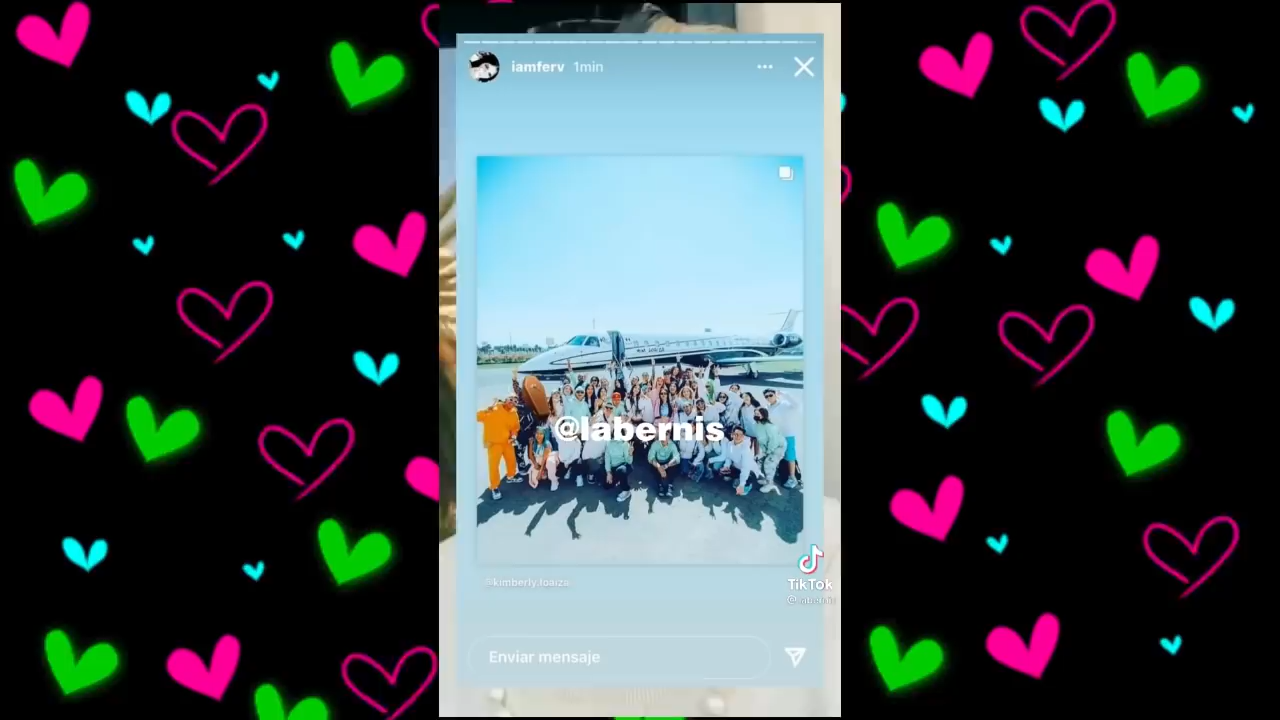 iamferv 1min
@labernis
@kimberly.loaiza
TikTok
Enviar mensaje